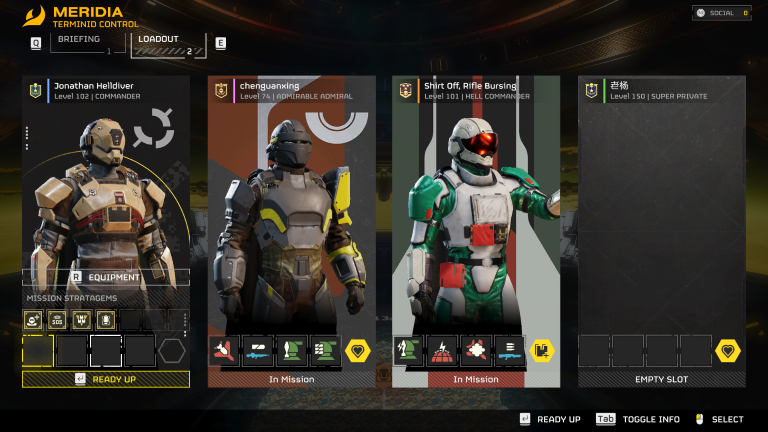 MERIDIA
TERMINID CONTROL
SOCIAL 0
Q
BRIEFING
1
LOADOUT
2
E
Jonathan Helldiver
Level 102 | COMMANDER
chenguanxing
Level 74 | ADMIRABLE ADMIRAL
Shirt Off, Rifle Bursing
Level 101 | HELL COMMANDER
老杨
Level 150 | SUPER PRIVATE
R EQUIPMENT
MISSION STRATAGEMS
SOS
READY UP
In Mission
In Mission
EMPTY SLOT
READY UP
Tab TOGGLE INFO
SELECT